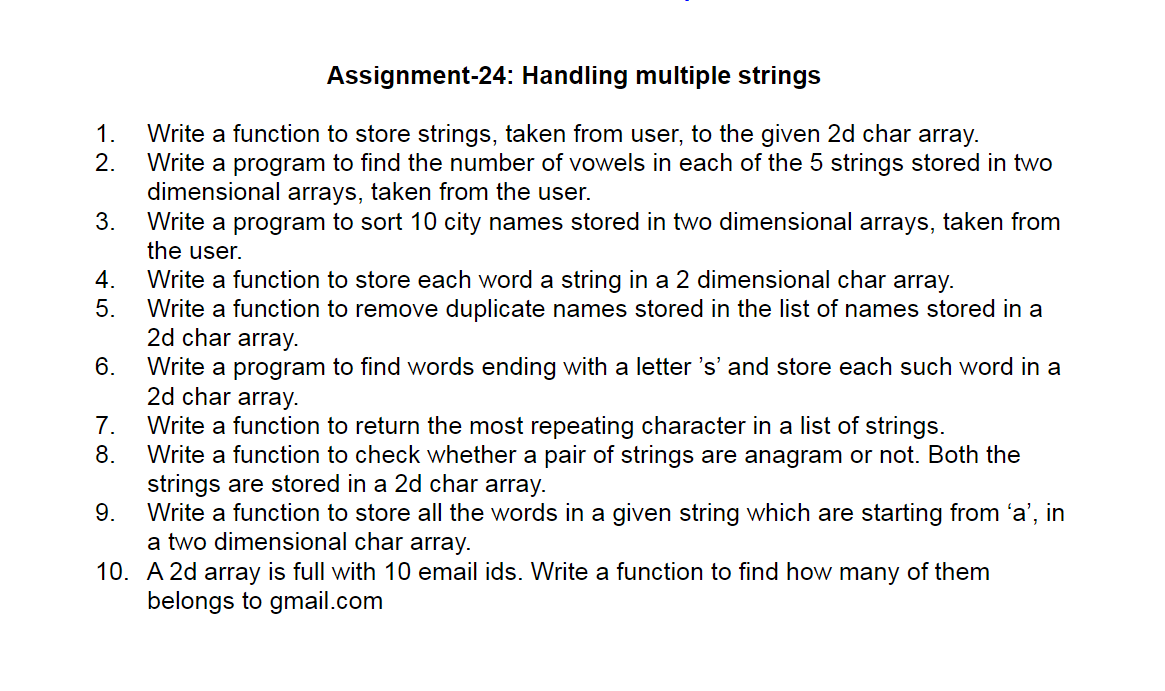 Assignment-24: Handling multiple strings
1. Write a function to store strings, taken from user, to the given 2d char array.
2. Write a program to find the number of vowels in each of the 5 strings stored in two
dimensional arrays, taken from the user.
3. Write a program to sort 10 city names stored in two dimensional arrays, taken from
the user.
4. Write a function to store each word a string in a 2 dimensional char array.
5. Write a function to remove duplicate names stored in the list of names stored in a
2d char array.
6. Write a program to find words ending with a letter ’s’ and store each such word in a
2d char array.
7. Write a function to return the most repeating character in a list of strings.
8. Write a function to check whether a pair of strings are anagram or not. Both the
strings are stored in a 2d char array.
9. Write a function to store all the words in a given string which are starting from ‘a’, in
a two dimensional char array.
10. A 2d array is full with 10 email ids. Write a function to find how many of them
belongs to gmail.com